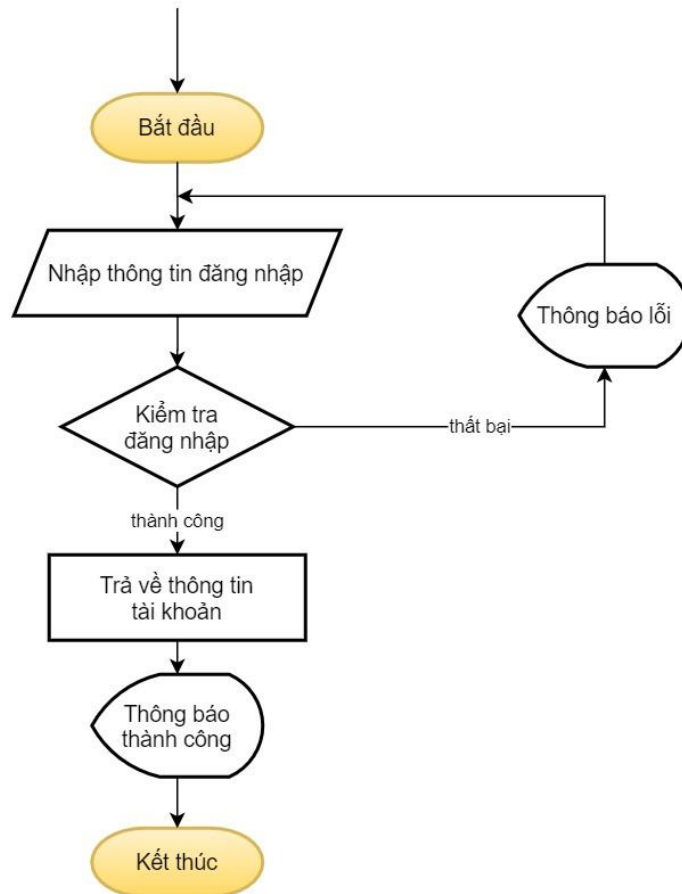 Bắt đầu
Nhập thông tin đăng nhập
Thông báo lỗi
Kiểm tra
đăng nhập
thất bại
thành công
Trả về thông tin
tài khoản
Thông báo
thành công
Kết thúc